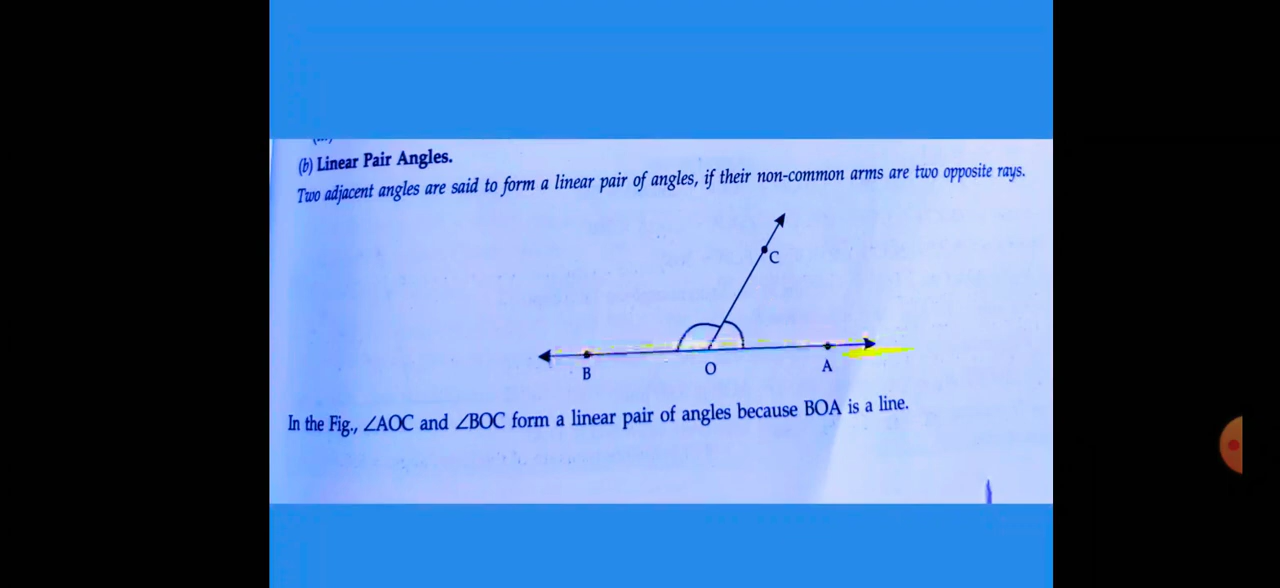 (b) Linear Pair Angles.
Two adjacent angles are said to form a linear pair of angles, if their non-common arms are two opposite rays.
C
B
O
A
In the Fig., ∠AOC and ∠BOC form a linear pair of angles because BOA is a line.